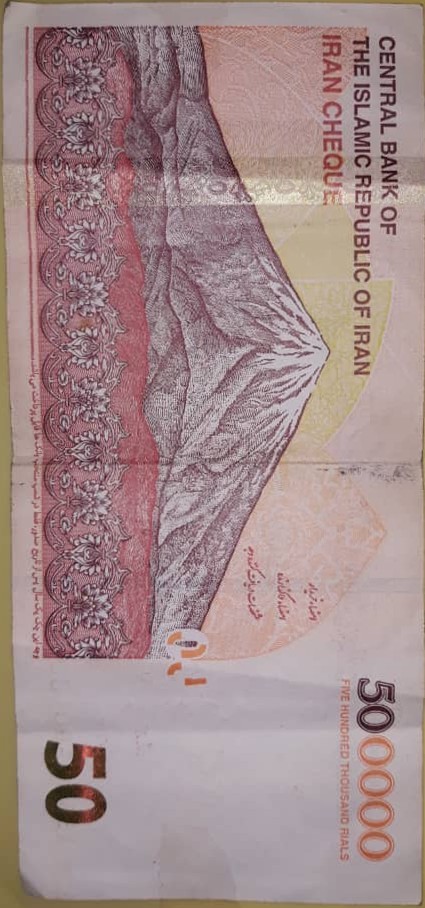 CENTRAL BANK OF
THE ISLAMIC REPUBLIC OF IRAN
IRAN CHEQUE
500000
FIVE HUNDRED THOUSAND RIALS
امضاء خریدار
امضاء واگذارنده
مشخصات دریافت کننده وجه
50
وجه این چک یک سال پس از تاریخ صدور، فقط در شعب منتخب بانک ها قابل پرداخت می باشد.